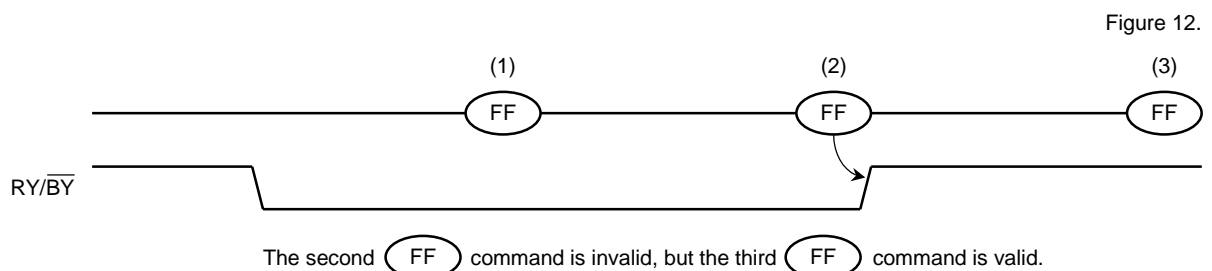 Figure 12.
(1) (2) (3)
FF FF FF
RY/BY
The second FF command is invalid, but the third FF command is valid.